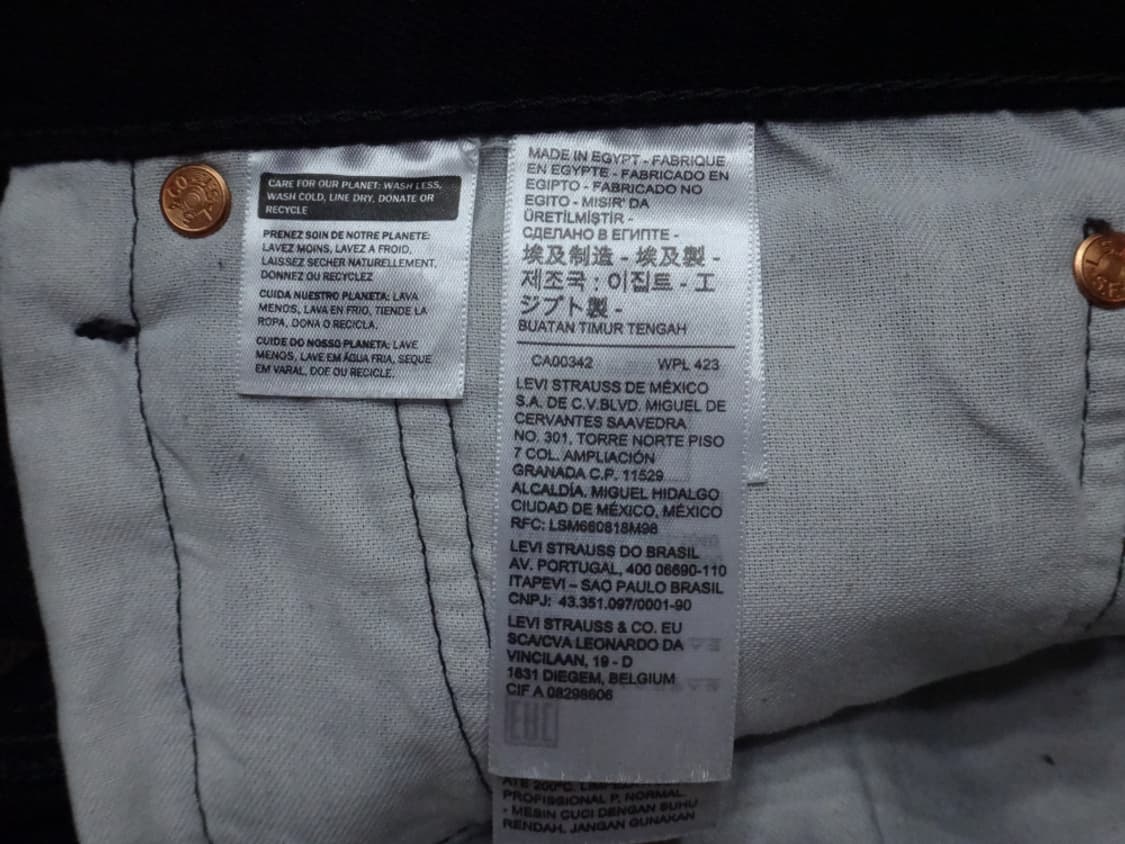 CARE FOR OUR PLANET: WASH LESS,
WASH COLD, LINE DRY, DONATE OR
RECYCLE
PRENEZ SOIN DE NOTRE PLANETE:
LAVEZ MOINS, LAVEZ A FROID,
LAISSEZ SECHER NATURELLEMENT,
DONNEZ OU RECYCLEZ
CUIDA NUESTRO PLANETA: LAVA
MENOS, LAVA EN FRIO, TIENDE LA
ROPA, DONA O RECICLA.
CUIDE DO NOSSO PLANETA: LAVE
MENOS, LAVE EM ÁGUA FRIA, SEQUE
EM VARAL, DOE OU RECICLE.
MADE IN EGYPT - FABRIQUE
EN EGYPTE - FABRICADO EN
EGIPTO - FABRICADO NO
EGITO - MISIR' DA
ÜRETİLMİŞTİR -
СДЕЛАНО В ЕГИПТЕ -
埃及制造 - 埃及製 -
제조국 : 이집트 - エ
ジプト製 -
BUATAN TIMUR TENGAH
CA00342 WPL 423
LEVI STRAUSS DE MÉXICO
S.A. DE C.V.BLVD. MIGUEL DE
CERVANTES SAAVEDRA
NO. 301, TORRE NORTE PISO
7 COL. AMPLIACIÓN
GRANADA C.P. 11529
ALCALDÍA. MIGUEL HIDALGO
CIUDAD DE MÉXICO, MÉXICO
RFC: LSM660818M98
LEVI STRAUSS DO BRASIL
AV. PORTUGAL, 400 06690-110
ITAPEVI – SAO PAULO BRASIL
CNPJ: 43.351.097/0001-90
LEVI STRAUSS & CO. EU
SCA/CVA LEONARDO DA
VINCILAAN, 19 - D
1831 DIEGEM, BELGIUM
CIF A 08298606
EAC
ATE 200°C.
PROFISSIONAL P, NORMAL.
- MESIN CUCI DENGAN SUHU
RENDAH. JANGAN GUNAKAN